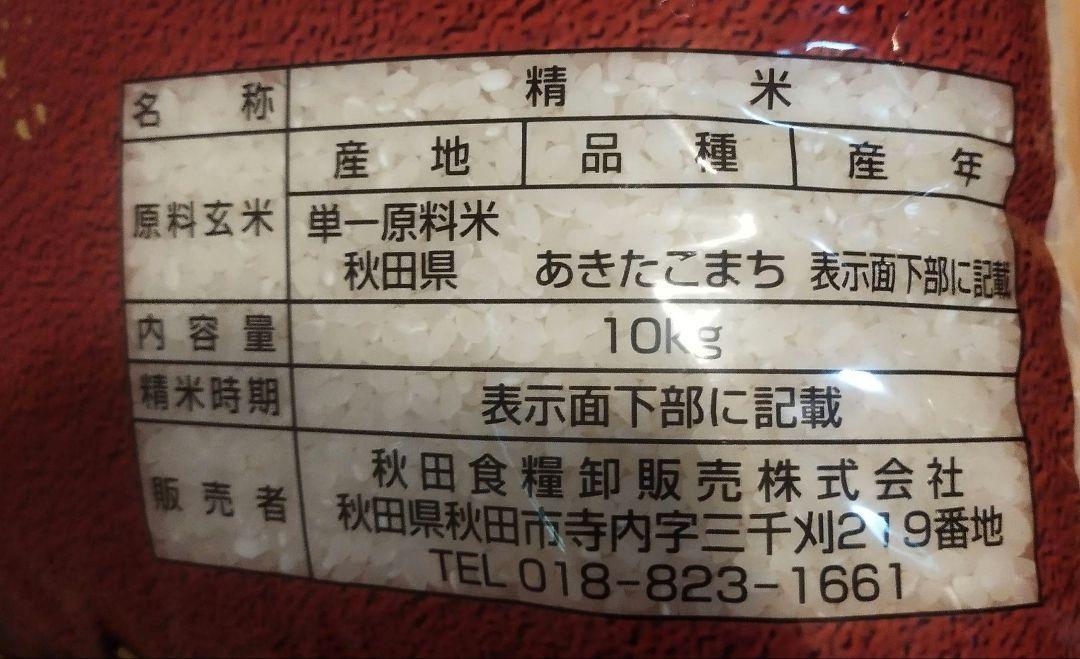 名称 精米
産地 品種 産年
原料玄米
単一原料米
秋田県 あきたこまち 表示面下部に記載
内容量 10kg
精米時期 表示面下部に記載
販売者
秋田食糧卸販売株式会社
秋田県秋田市寺内字三千刈219番地
TEL 018-823-1661